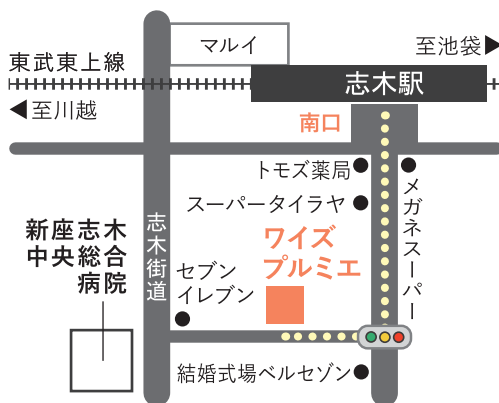 マルイ
至池袋
東武東上線
志木駅
至川越
南口
トモズ薬局
メガネスーパー
スーパータイラヤ
新座志木
中央総合
病院
志木街道
ワイズ
プルミエ
セブン
イレブン
結婚式場ベルセゾン